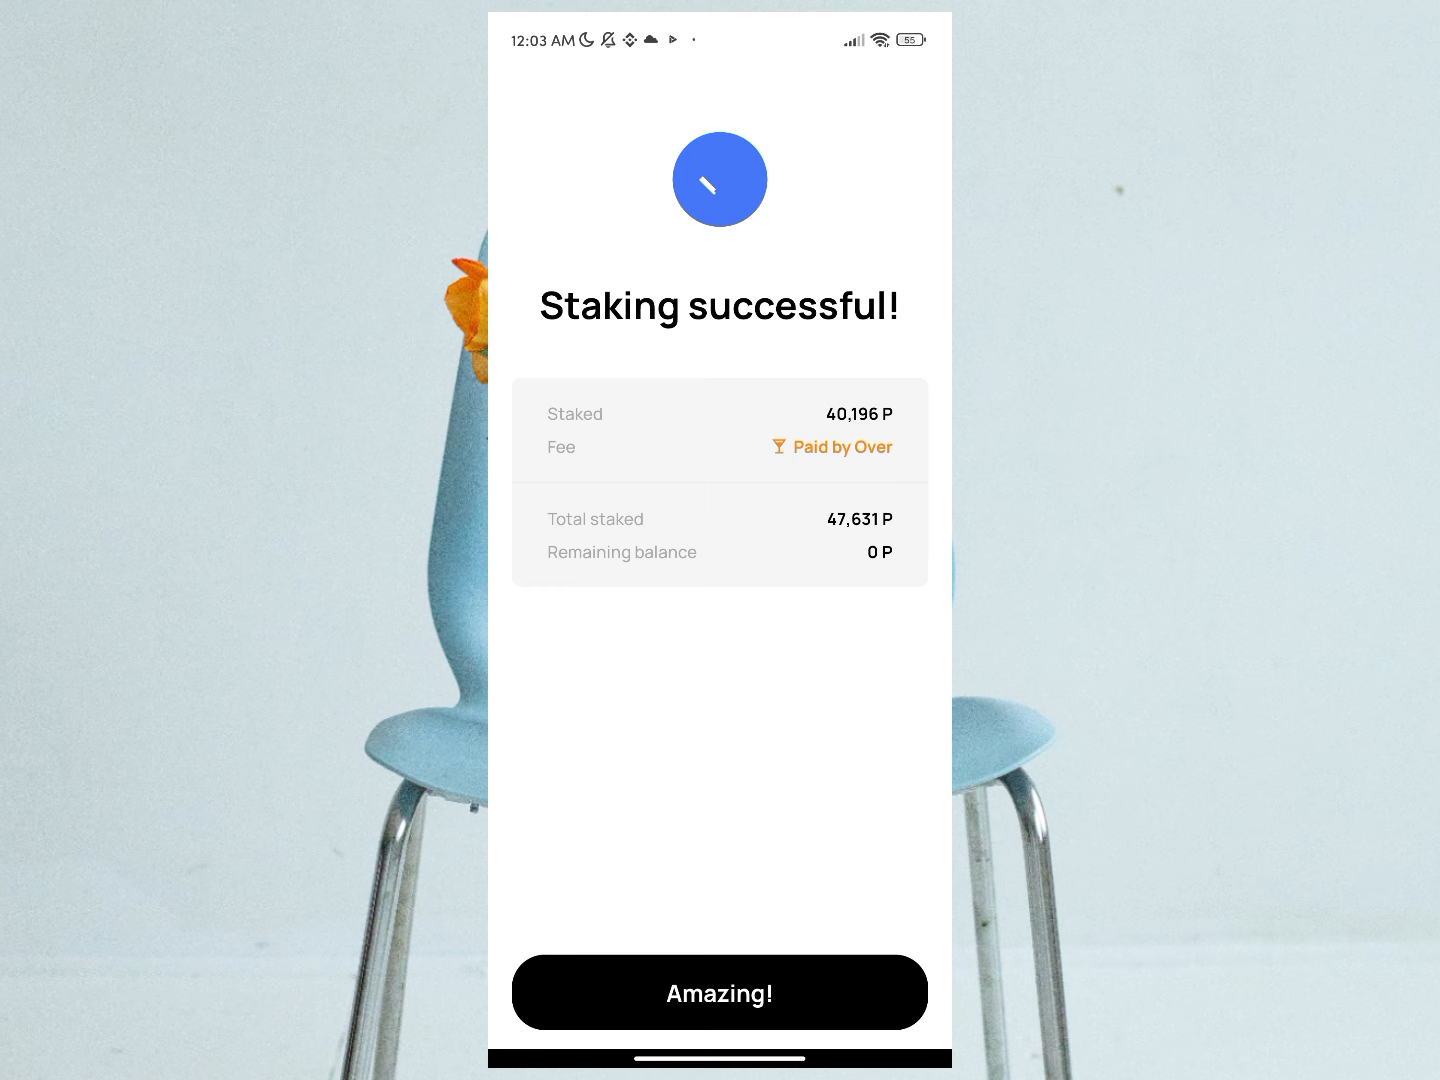 12:03 AM
55
Staking successful!
Staked 40,196 P
Fee Paid by Over
Total staked 47,631 P
Remaining balance 0 P
Amazing!